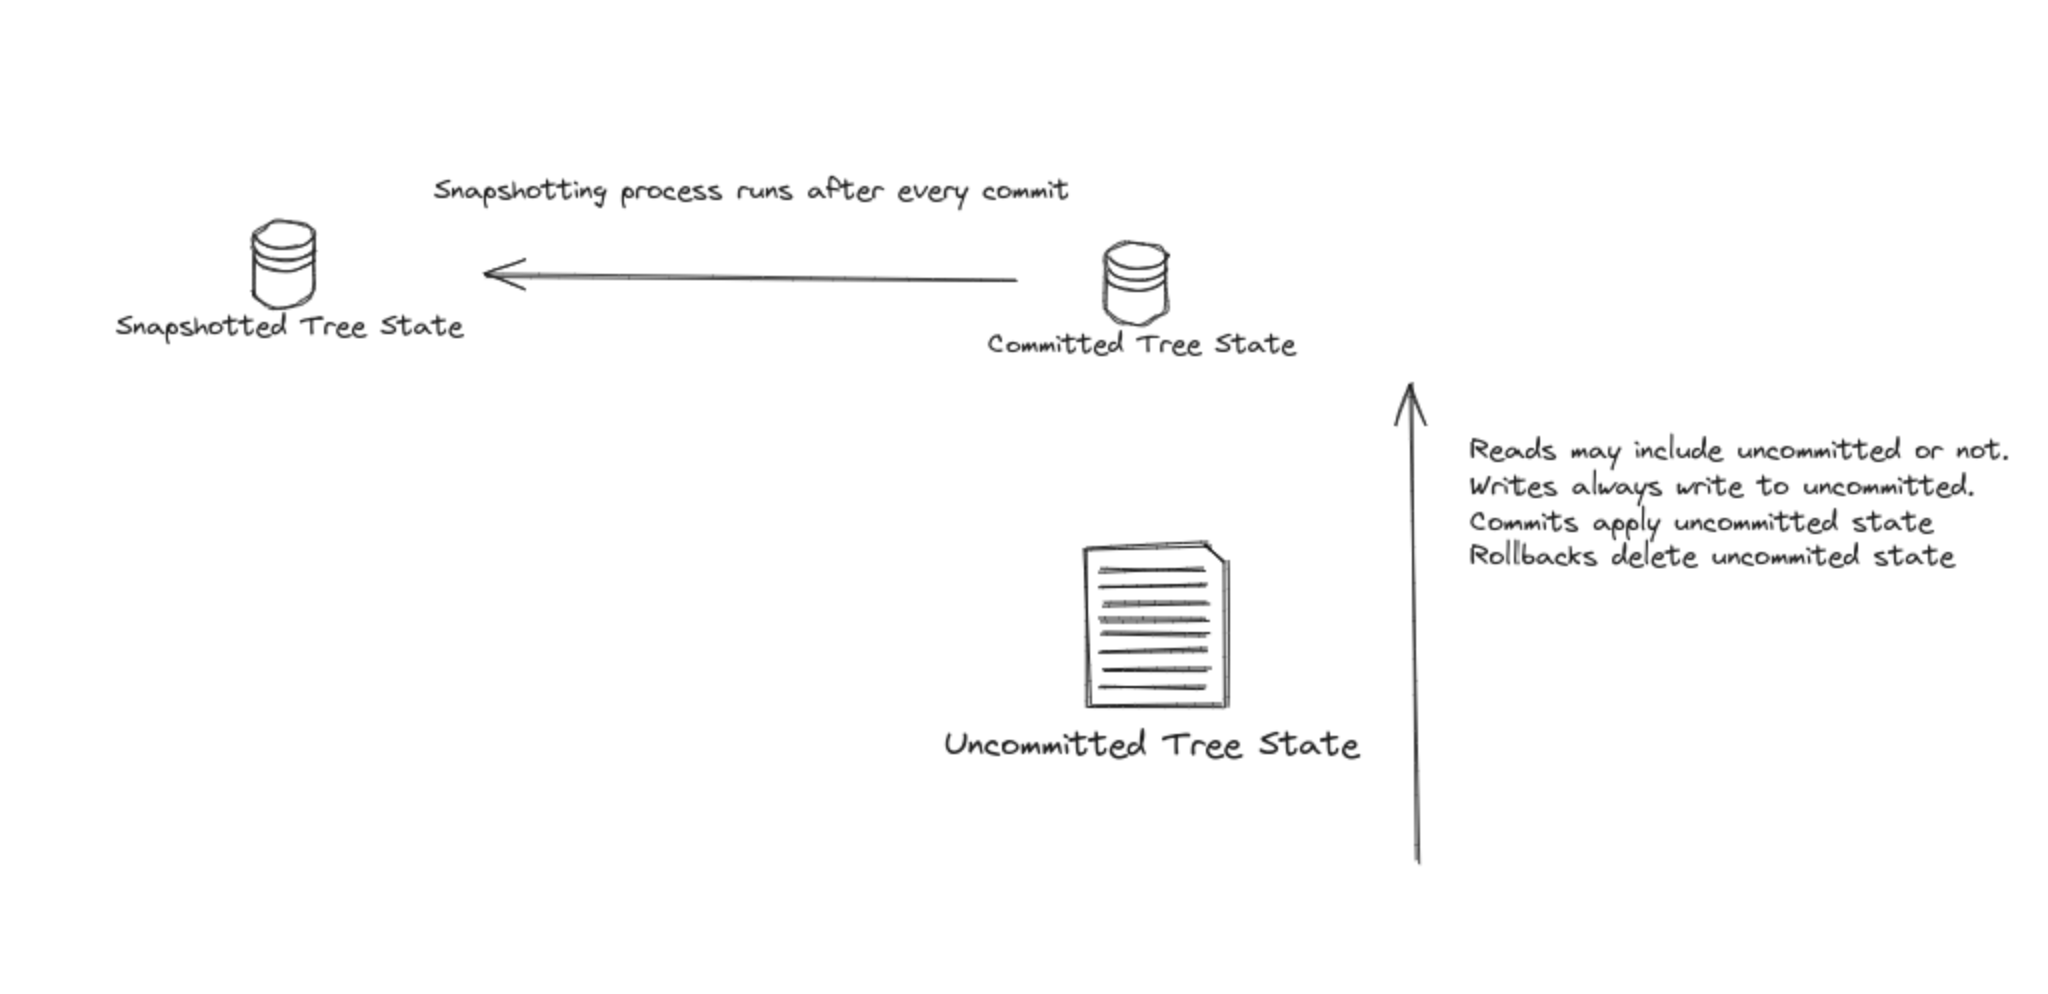 Snapshotting process runs after every commit
Snapshotted Tree State
Committed Tree State
Reads may include uncommitted or not.
Writes always write to uncommitted.
Commits apply uncommitted state
Rollbacks delete uncommited state
Uncommitted Tree State